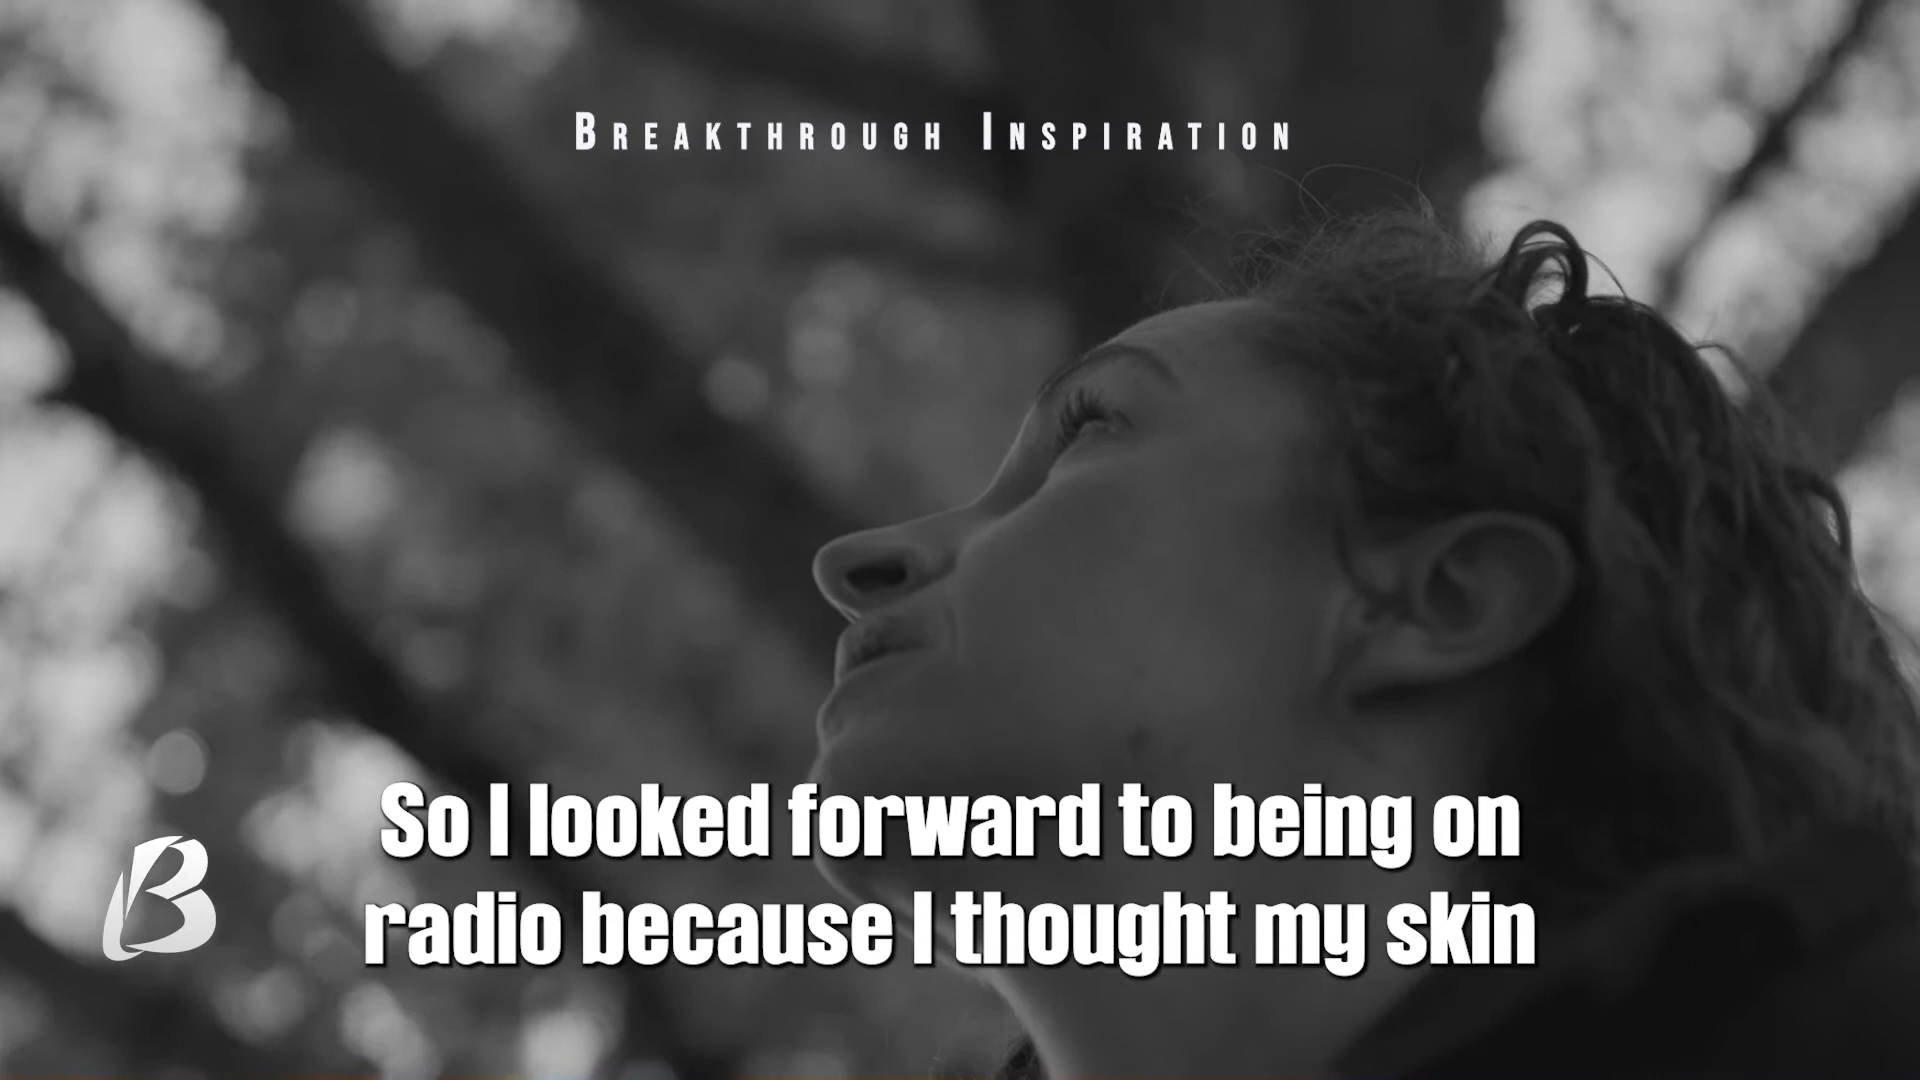 Breakthrough Inspiration
So I looked forward to being on
radio because I thought my skin
B